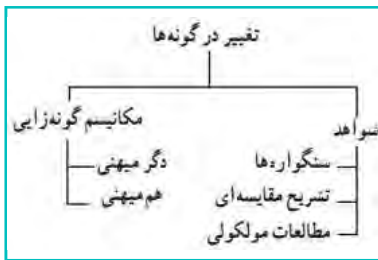 تغییر در گونه‌ها
شواهد
سنگواره‌ها
تشریح مقایسه‌ای
مطالعات مولکولی
مکانیسم گونه‌زایی
دگر میهنی
هم میهنی